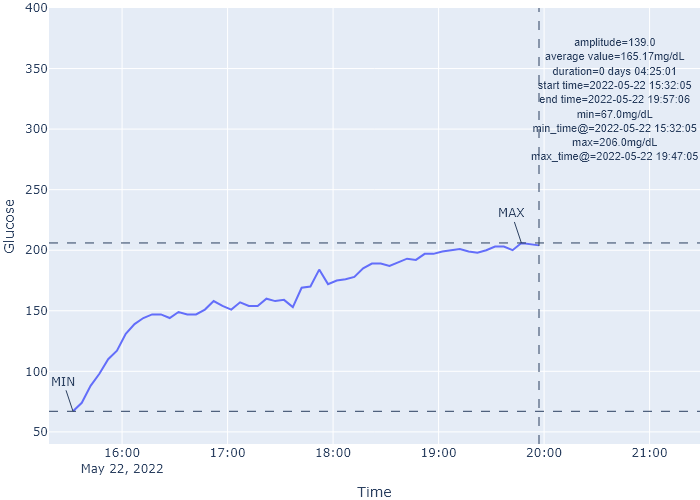 400
350
300
250
200
150
100
50
Glucose
amplitude=139.0
average value=165.17mg/dL
duration=0 days 04:25:01
start time=2022-05-22 15:32:05
end time=2022-05-22 19:57:06
min=67.0mg/dL
min_time@=2022-05-22 15:32:05
max=206.0mg/dL
max_time@=2022-05-22 19:47:05
MAX
MIN
16:00 17:00 18:00 19:00 20:00 21:00
May 22, 2022
Time